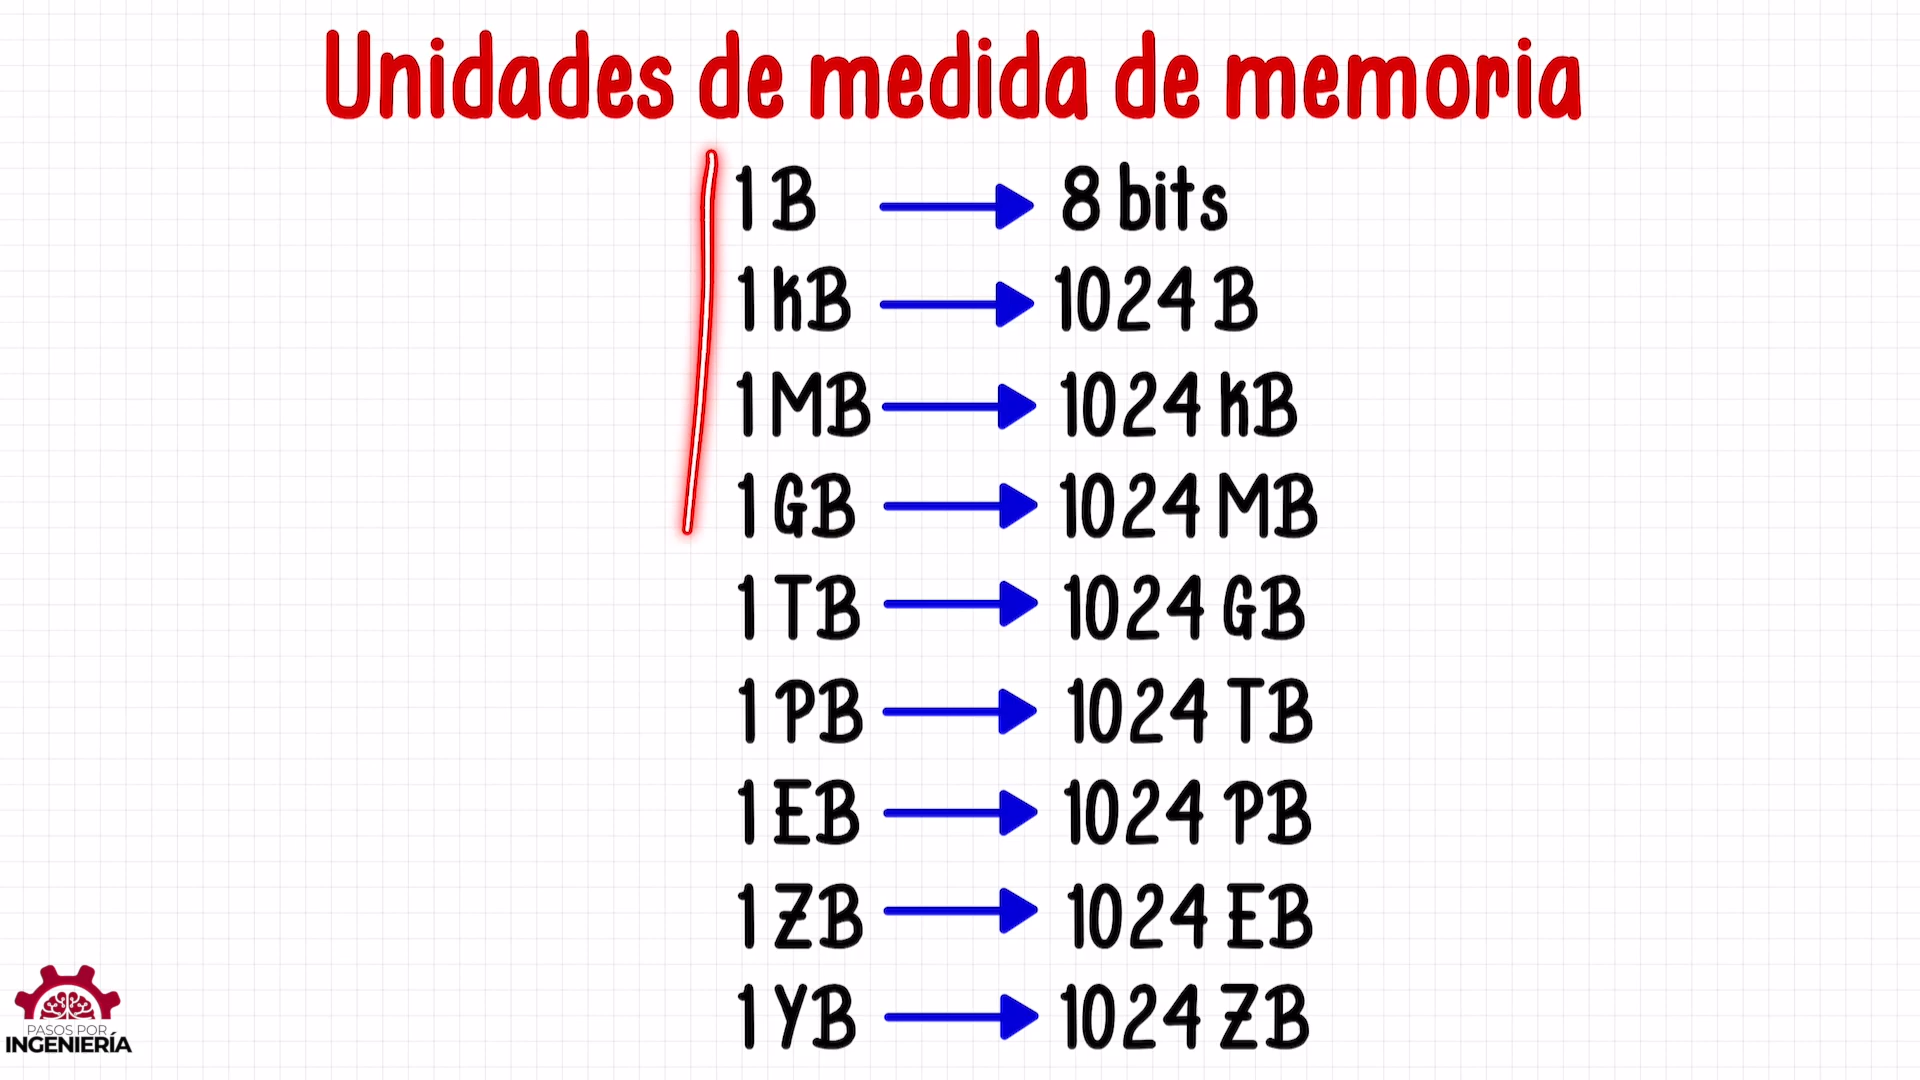 Unidades de medida de memoria
1 B → 8 bits
1 kB → 1024 B
1 MB → 1024 kB
1 GB → 1024 MB
1 TB → 1024 GB
1 PB → 1024 TB
1 EB → 1024 PB
1 ZB → 1024 EB
1 YB → 1024 ZB
PASOS POR
INGENIERÍA